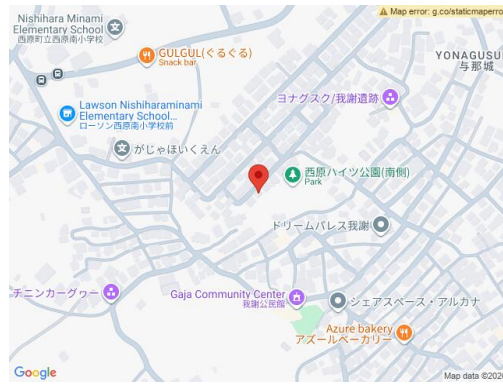 Map error: g.co/staticmaperro
Nishihara Minami
Elementary School
西原町立西原南小学校
GULGUL(ぐるぐる)
Snack bar
YONAGUSU
与那城
ヨナグスク/我謝遺跡
Lawson Nishiharaminami
Elementary School...
ローソン西原南小学校前
がじゃほいくえん
西原ハイツ公園(南側)
Park
ドリームパレス我謝
チニンカーグヮー
Gaja Community Center
我謝公民館
シェアスペース・アルカナ
Azure bakery
アズールベーカリー
Google
Map data ©202